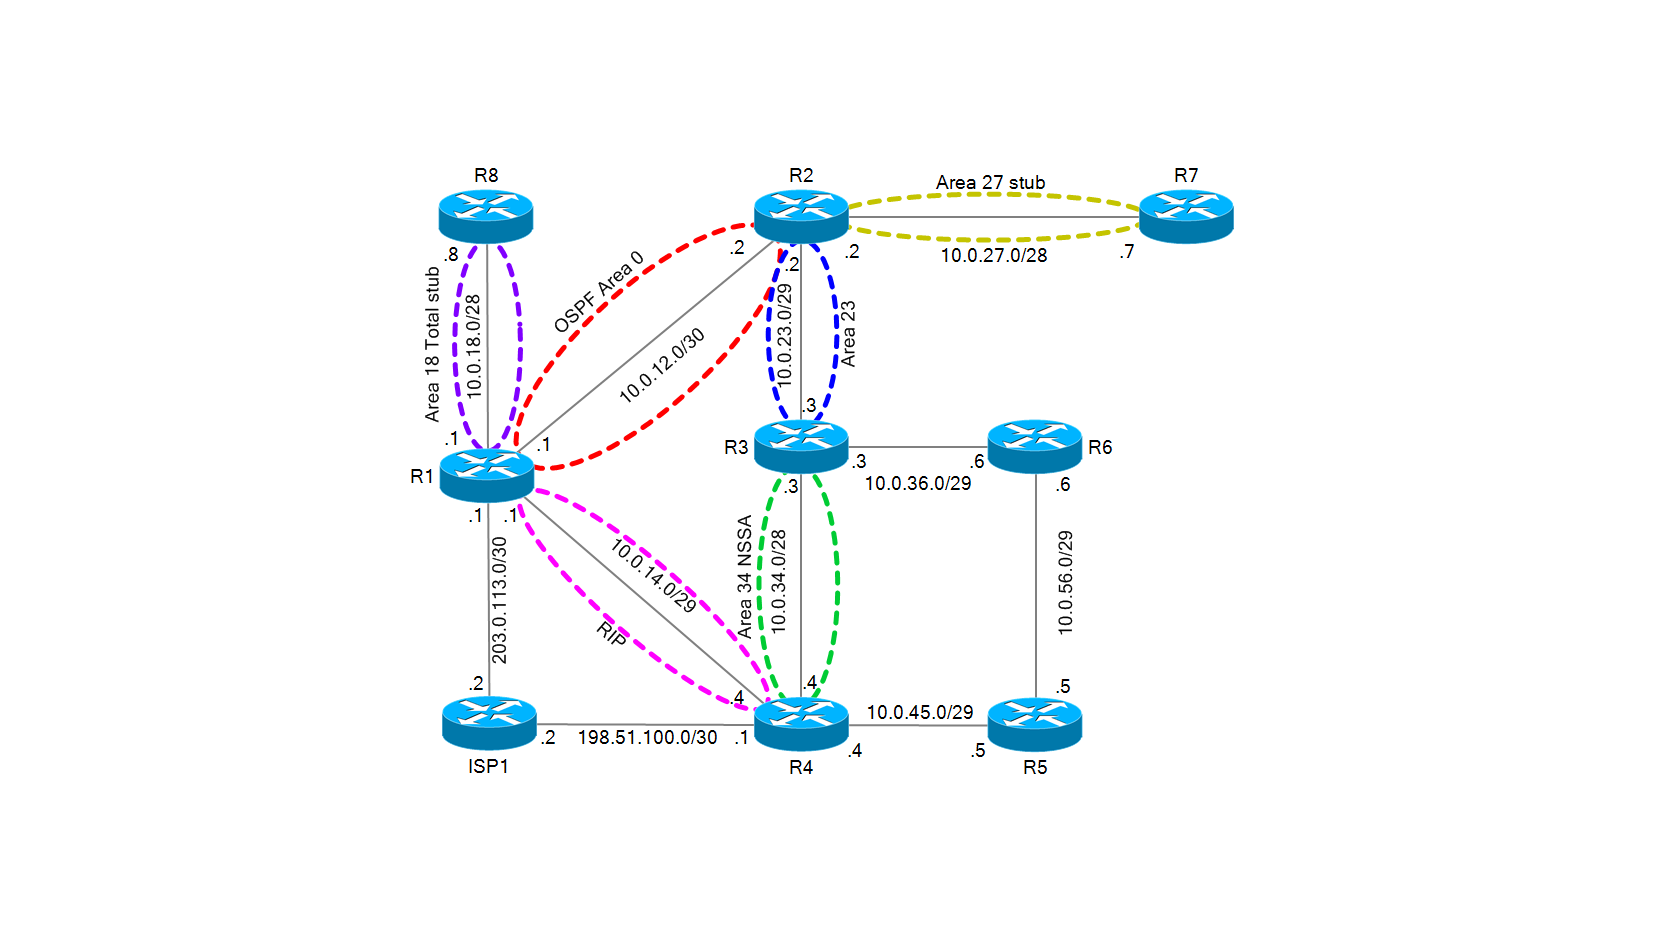 R8
R2
Area 27 stub
R7
.8
.2
.2
.2
10.0.27.0/28
.7
Area 18 Total stub
10.0.18.0/28
OSPF Area 0
10.0.12.0/30
10.0.23.0/29
Area 23
.1
.1
.3
R1
R3
R6
.3
.6
10.0.36.0/29
.3
.6
.1
.1
203.0.113.0/30
10.0.14.0/29
RIP
Area 34 NSSA
10.0.34.0/28
10.0.56.0/29
.2
.4
.4
.5
10.0.45.0/29
.2
198.51.100.0/30
.1
.4
.5
ISP1
R4
R5